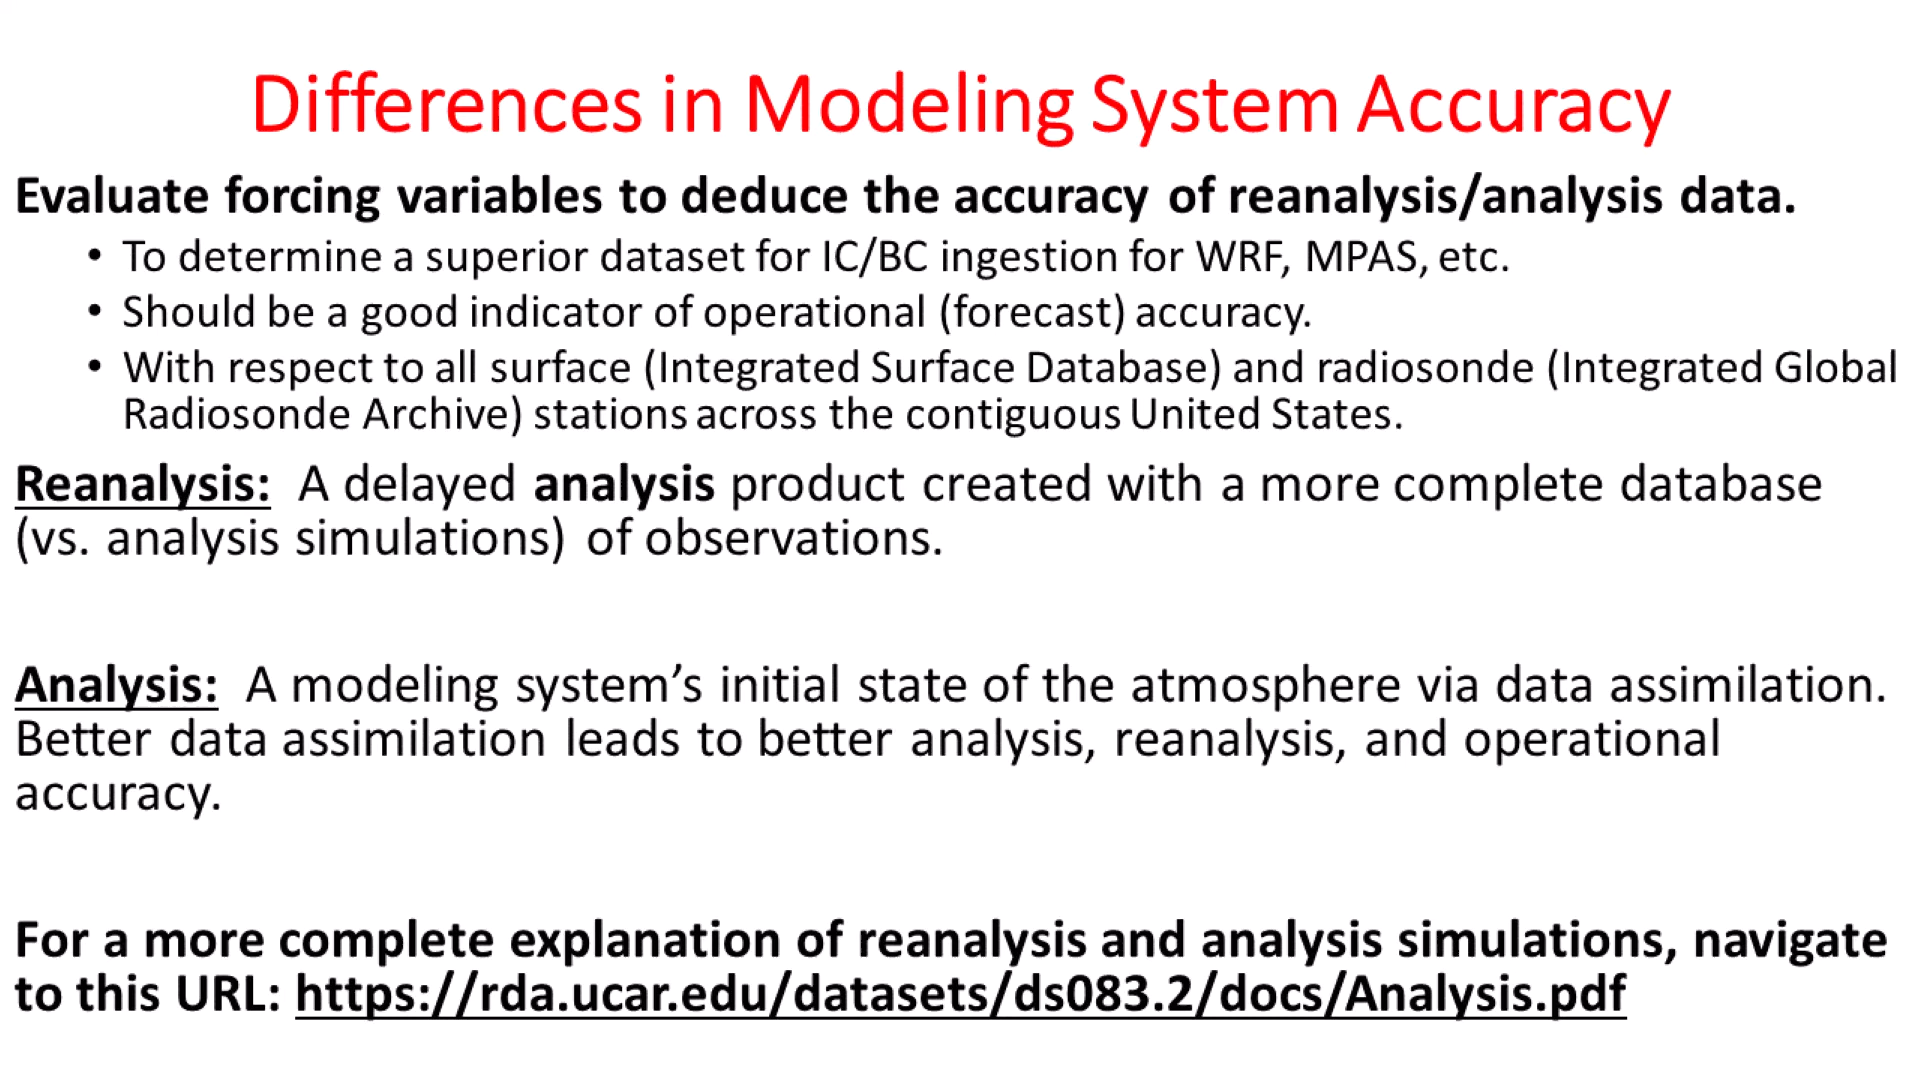 Differences in Modeling System Accuracy
Evaluate forcing variables to deduce the accuracy of reanalysis/analysis data.
• To determine a superior dataset for IC/BC ingestion for WRF, MPAS, etc.
• Should be a good indicator of operational (forecast) accuracy.
• With respect to all surface (Integrated Surface Database) and radiosonde (Integrated Global
Radiosonde Archive) stations across the contiguous United States.
Reanalysis: A delayed analysis product created with a more complete database
(vs. analysis simulations) of observations.
Analysis: A modeling system’s initial state of the atmosphere via data assimilation.
Better data assimilation leads to better analysis, reanalysis, and operational
accuracy.
For a more complete explanation of reanalysis and analysis simulations, navigate
to this URL: https://rda.ucar.edu/datasets/ds083.2/docs/Analysis.pdf